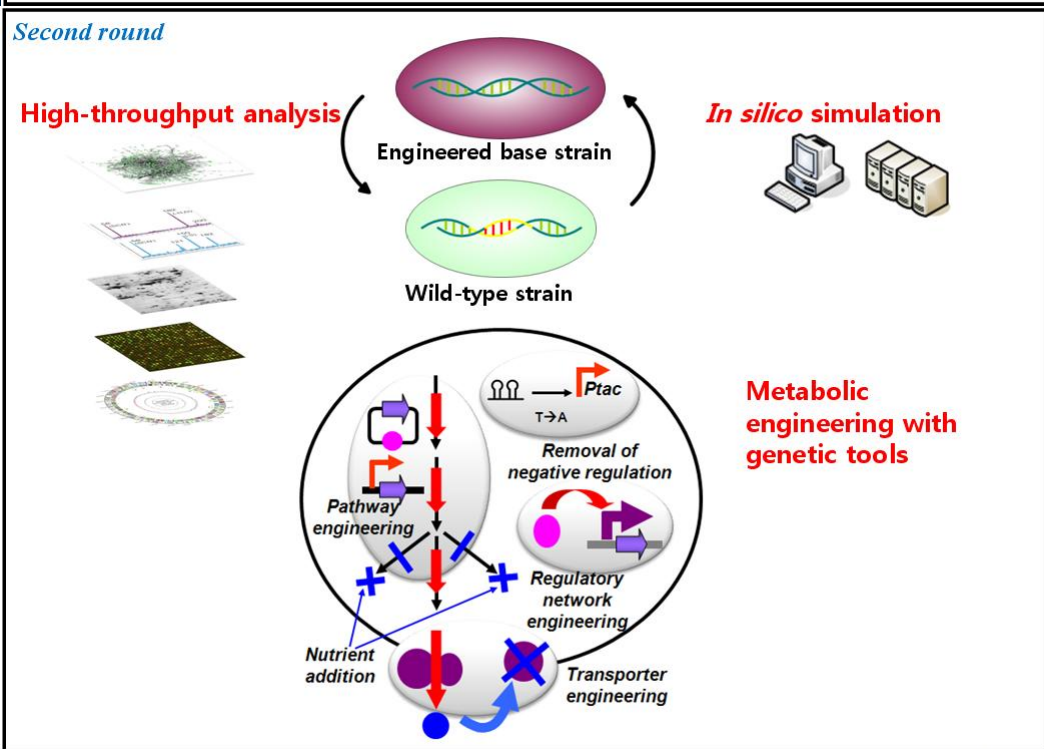 Second round
High-throughput analysis
In silico simulation
Engineered base strain
Wild-type strain
Metabolic
engineering with
genetic tools
Ptac
T→A
Removal of
negative regulation
Pathway
engineering
Regulatory
network
engineering
Nutrient
addition
Transporter
engineering